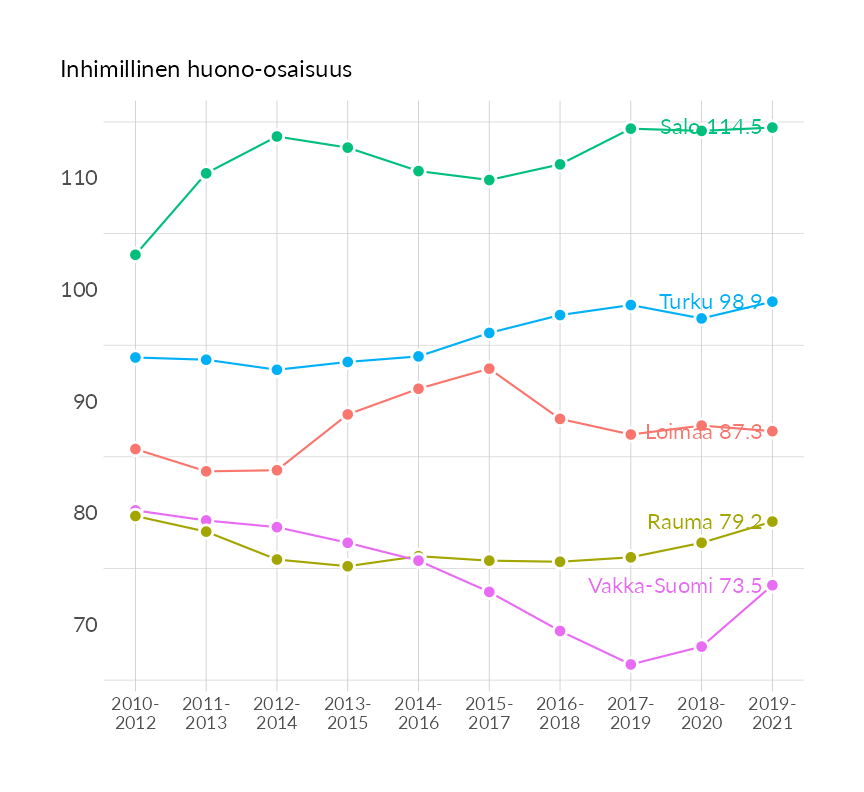 Inhimillinen huono-osaisuus
Salo 114.5
110
100
Turku 98.9
90
Loimaa 87.3
80
Rauma 79.2
Vakka-Suomi 73.5
70
2010- 2011- 2012- 2013- 2014- 2015- 2016- 2017- 2018- 2019-
2012 2013 2014 2015 2016 2017 2018 2019 2020 2021